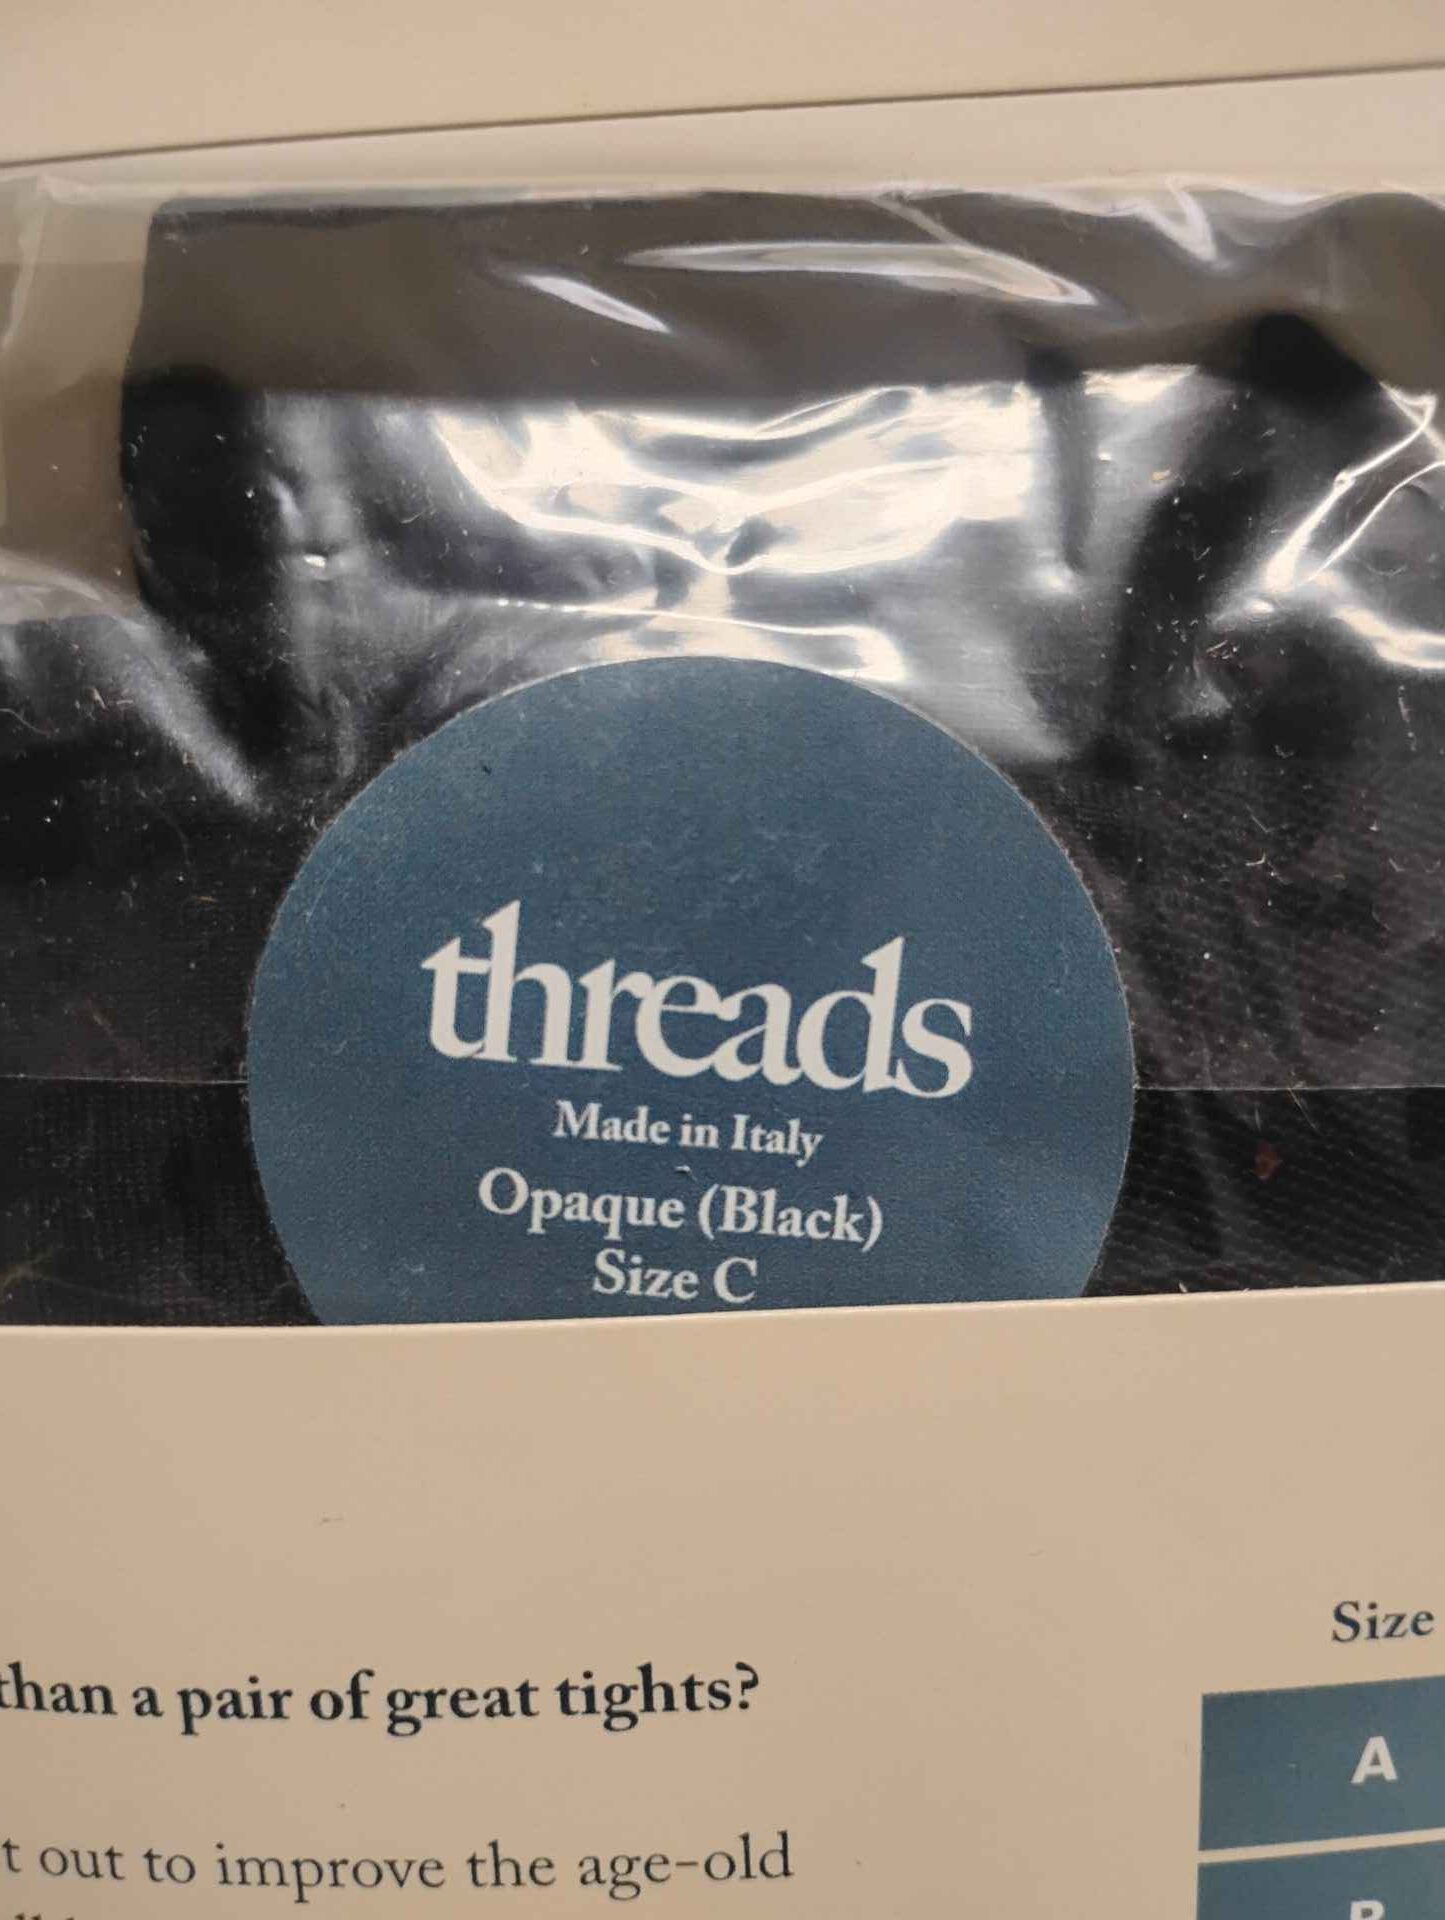 threads
Made in Italy
Opaque (Black)
Size C
than a pair of great tights?
t out to improve the age-old
Size
A
B